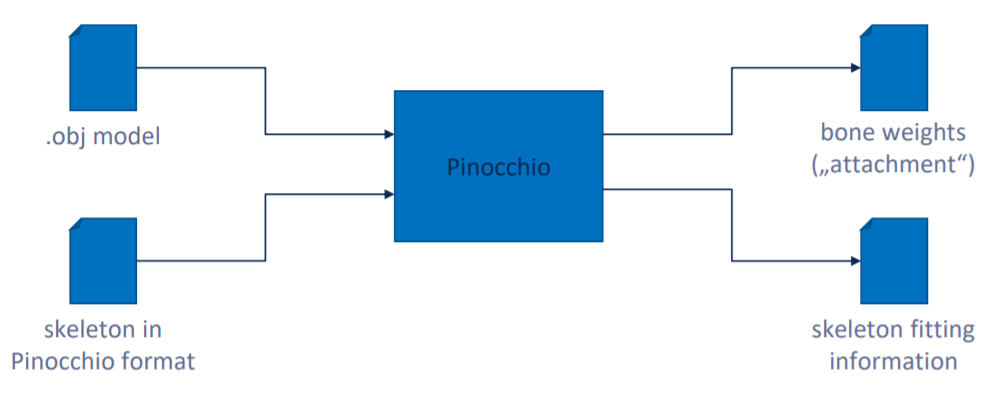 .obj model
skeleton in
Pinocchio format
Pinocchio
bone weights
(„attachment“)
skeleton fitting
information